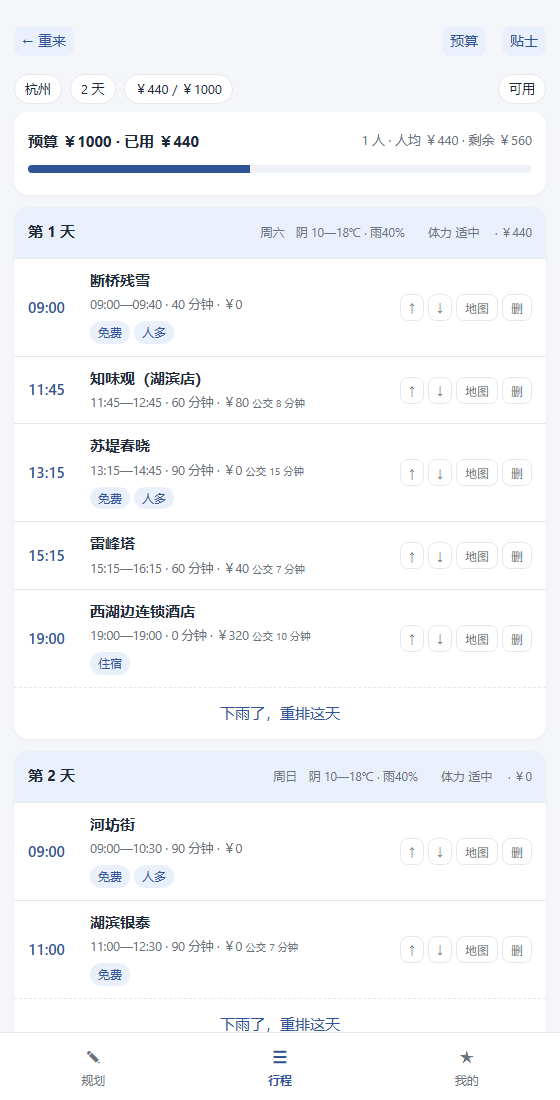 ← 重来 预算 贴士
杭州 2 天 ￥440 / ￥1000 可用
预算 ￥1000 · 已用 ￥440 1 人 · 人均 ￥440 · 剩余 ￥560
第 1 天 周六 阴 10—18℃ · 雨40% 体力 适中 · ￥440
断桥残雪
09:00 09:00—09:40 · 40 分钟 · ￥0 ↑ ↓ 地图 删
免费 人多
知味观（湖滨店）
11:45 11:45—12:45 · 60 分钟 · ￥80 公交 8 分钟 ↑ ↓ 地图 删
苏堤春晓
13:15 13:15—14:45 · 90 分钟 · ￥0 公交 15 分钟 ↑ ↓ 地图 删
免费 人多
雷峰塔
15:15 15:15—16:15 · 60 分钟 · ￥40 公交 7 分钟 ↑ ↓ 地图 删
西湖边连锁酒店
19:00 19:00—19:00 · 0 分钟 · ￥320 公交 10 分钟 ↑ ↓ 地图 删
住宿
下雨了，重排这天
第 2 天 周日 阴 10—18℃ · 雨40% 体力 适中 · ￥0
河坊街
09:00 09:00—10:30 · 90 分钟 · ￥0 ↑ ↓ 地图 删
免费 人多
湖滨银泰
11:00 11:00—12:30 · 90 分钟 · ￥0 公交 7 分钟 ↑ ↓ 地图 删
免费
下雨了，重排这天
规划 行程 我的